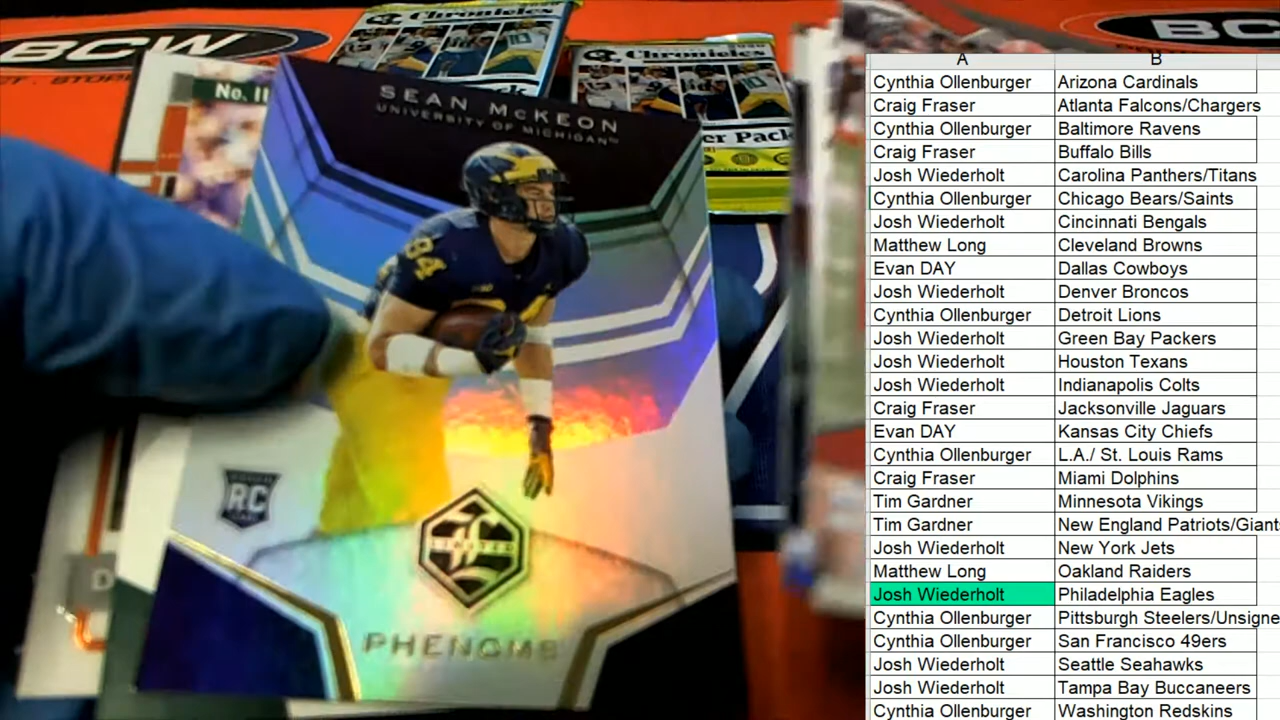 BCW
Chronicles
Chronicles
er Pack
BC
No. II
SEAN McKEON
UNIVERSITY OF MICHIGAN
84
RC
LIMITED
PHENOMS
D
A B
Cynthia Ollenburger Arizona Cardinals
Craig Fraser Atlanta Falcons/Chargers
Cynthia Ollenburger Baltimore Ravens
Craig Fraser Buffalo Bills
Josh Wiederholt Carolina Panthers/Titans
Cynthia Ollenburger Chicago Bears/Saints
Josh Wiederholt Cincinnati Bengals
Matthew Long Cleveland Browns
Evan DAY Dallas Cowboys
Josh Wiederholt Denver Broncos
Cynthia Ollenburger Detroit Lions
Josh Wiederholt Green Bay Packers
Josh Wiederholt Houston Texans
Josh Wiederholt Indianapolis Colts
Craig Fraser Jacksonville Jaguars
Evan DAY Kansas City Chiefs
Cynthia Ollenburger L.A./ St. Louis Rams
Craig Fraser Miami Dolphins
Tim Gardner Minnesota Vikings
Tim Gardner New England Patriots/Giants
Josh Wiederholt New York Jets
Matthew Long Oakland Raiders
Josh Wiederholt Philadelphia Eagles
Cynthia Ollenburger Pittsburgh Steelers/Unsigne
Cynthia Ollenburger San Francisco 49ers
Josh Wiederholt Seattle Seahawks
Josh Wiederholt Tampa Bay Buccaneers
Cynthia Ollenburger Washington Redskins